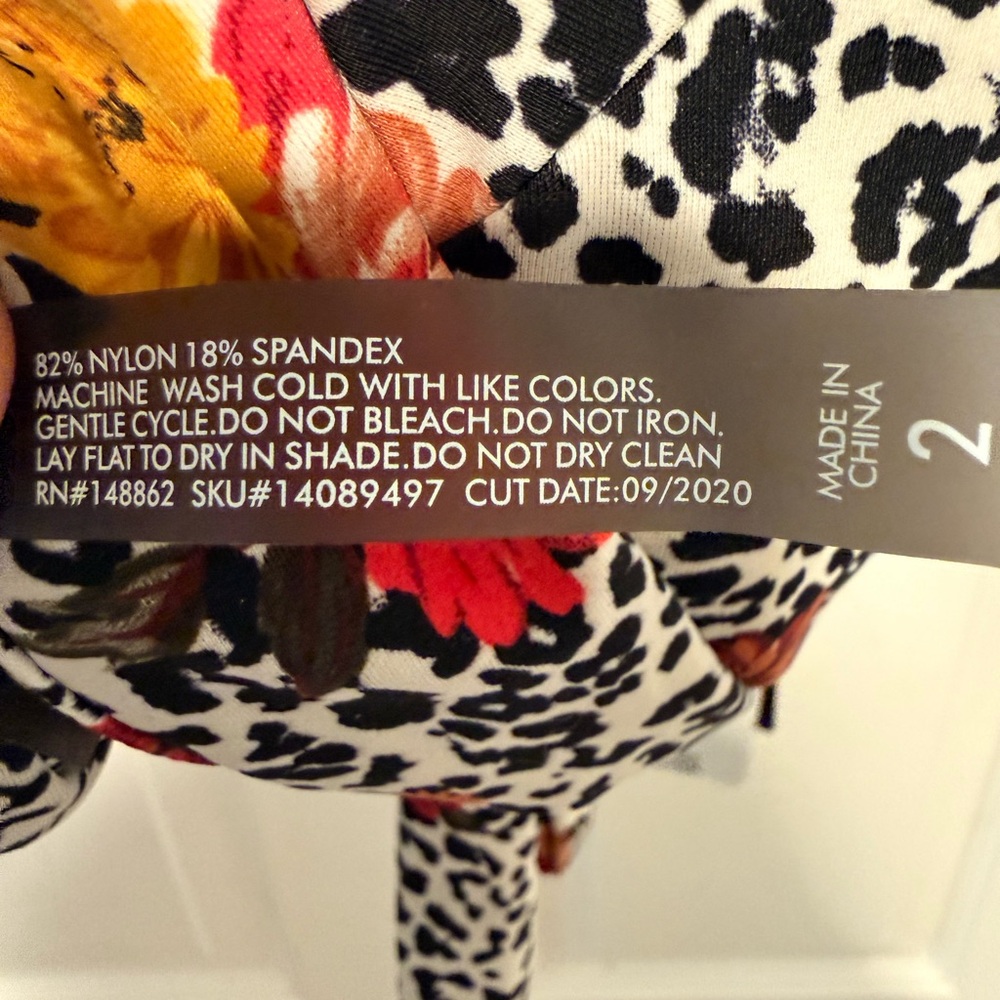 82% NYLON 18% SPANDEX
MACHINE WASH COLD WITH LIKE COLORS.
GENTLE CYCLE.DO NOT BLEACH.DO NOT IRON.
LAY FLAT TO DRY IN SHADE.DO NOT DRY CLEAN
RN#148862 SKU#14089497 CUT DATE:09/2020
MADE IN
CHINA
2